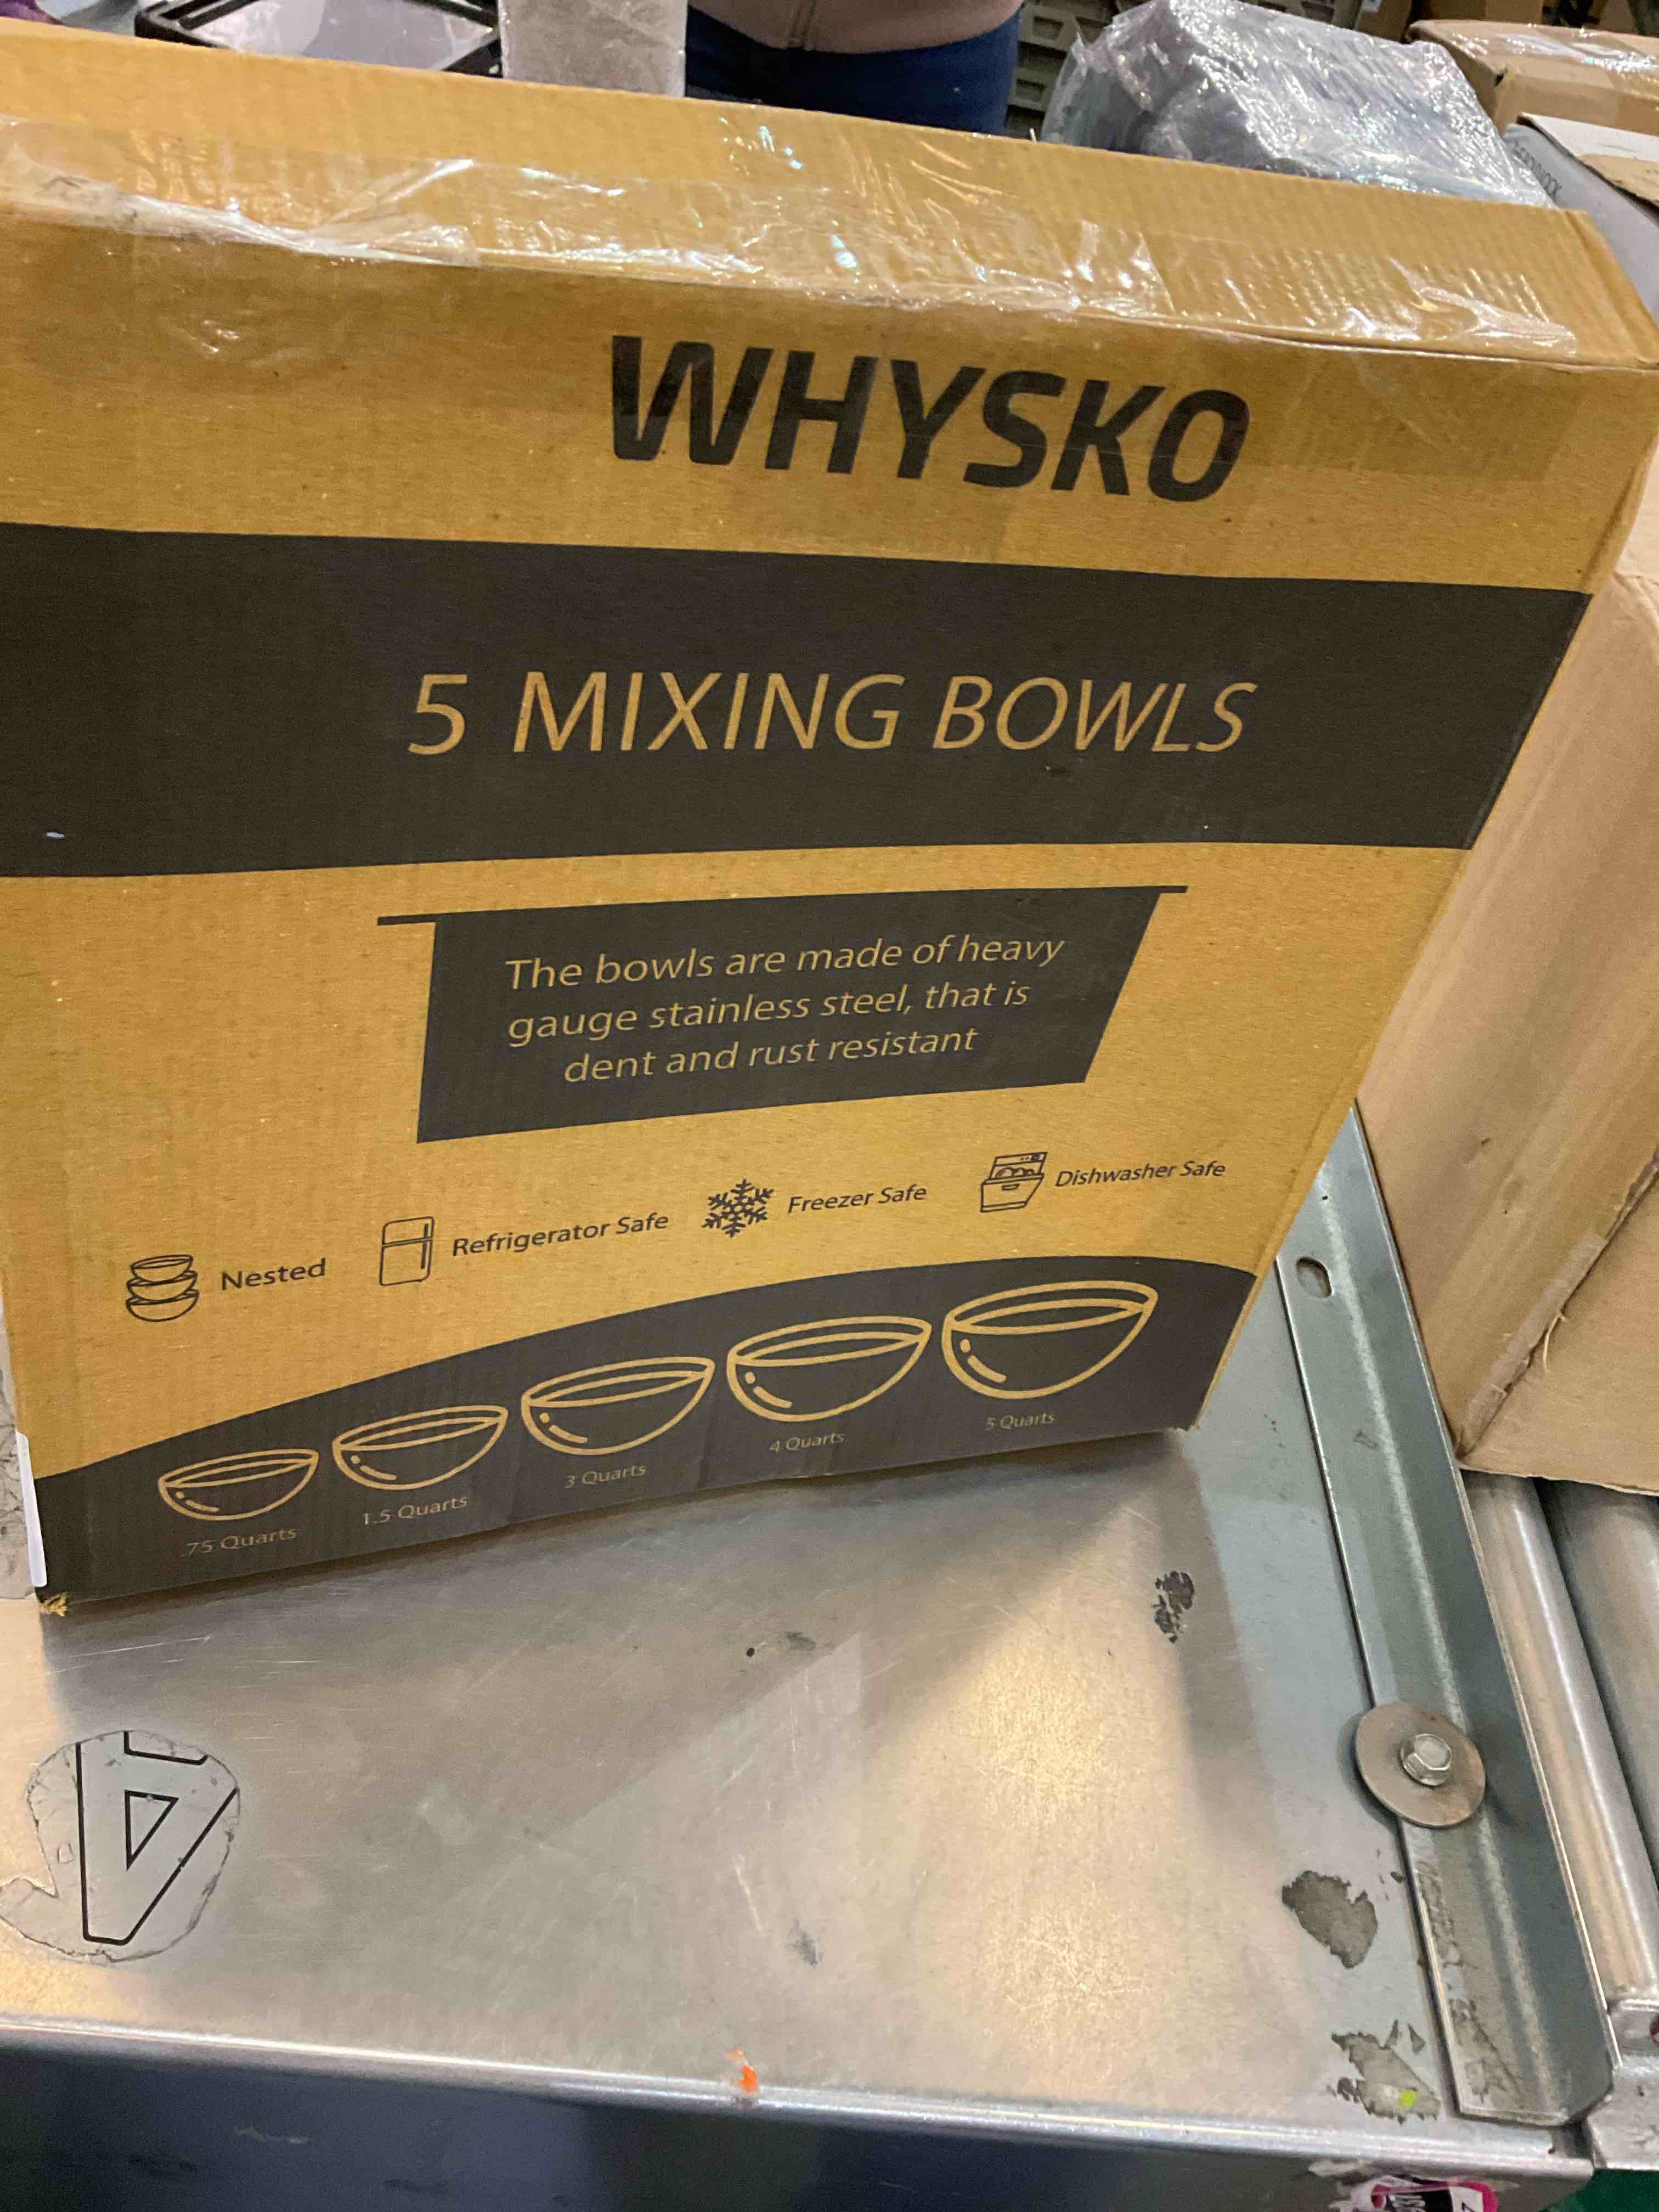 WHYSKO
5 MIXING BOWLS
The bowls are made of heavy
gauge stainless steel, that is
dent and rust resistant
Nested
Refrigerator Safe
Freezer Safe
Dishwasher Safe
.75 Quarts
1.5 Quarts
3 Quarts
4 Quarts
5 Quarts